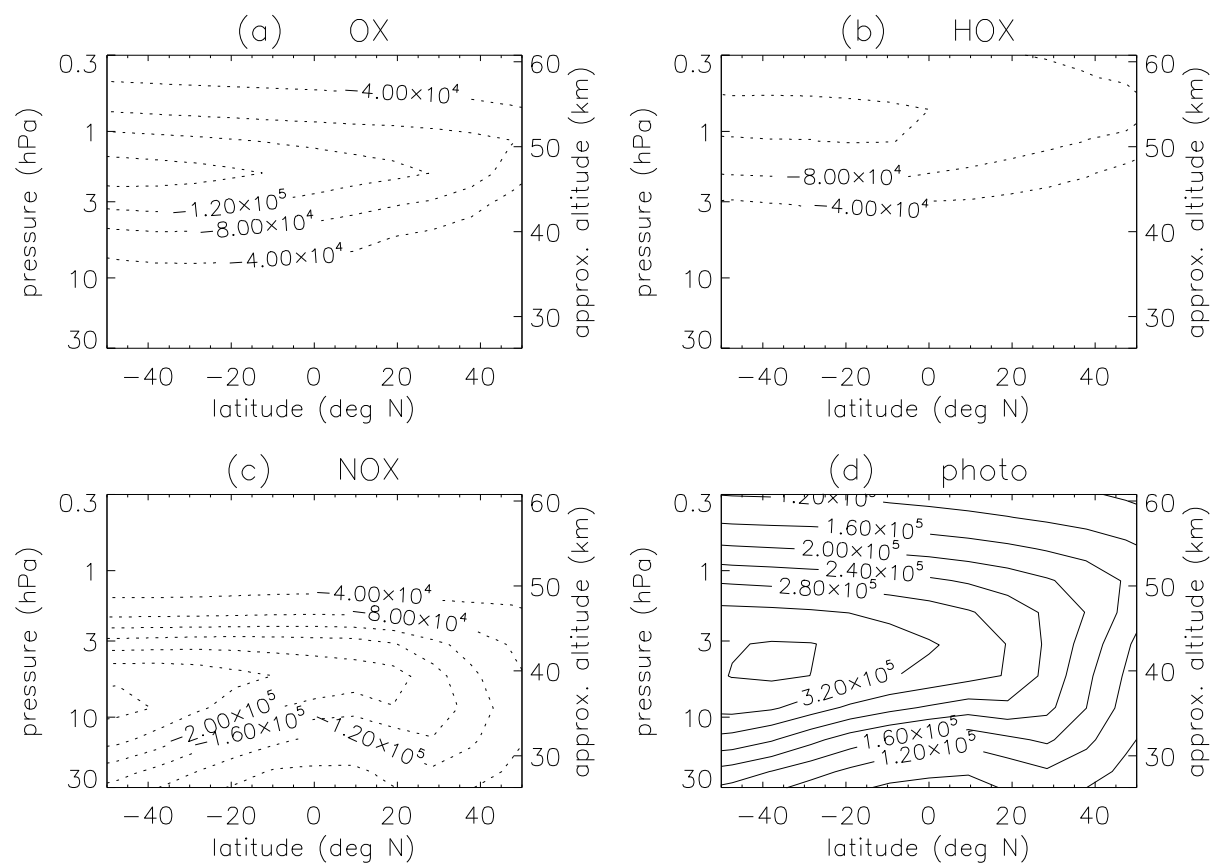 (a) OX
0.3
1
3
10
30
pressure (hPa)
60
50
40
30
approx. altitude (km)
−4.00×10⁴
−1.20×10⁵
−8.00×10⁴
−4.00×10⁴
−40 −20 0 20 40
latitude (deg N)
(b) HOX
0.3
1
3
10
30
pressure (hPa)
60
50
40
30
approx. altitude (km)
−8.00×10⁴
−4.00×10⁴
−40 −20 0 20 40
latitude (deg N)
(c) NOX
0.3
1
3
10
30
pressure (hPa)
60
50
40
30
approx. altitude (km)
−4.00×10⁴
−8.00×10⁴
−2.00×10⁵
−1.60×10⁵
−1.20×10⁵
−40 −20 0 20 40
latitude (deg N)
(d) photo
0.3
1
3
10
30
pressure (hPa)
60
50
40
30
approx. altitude (km)
1.20×10⁵
1.60×10⁵
2.00×10⁵
2.40×10⁵
2.80×10⁵
3.20×10⁵
1.60×10⁵
1.20×10⁵
−40 −20 0 20 40
latitude (deg N)